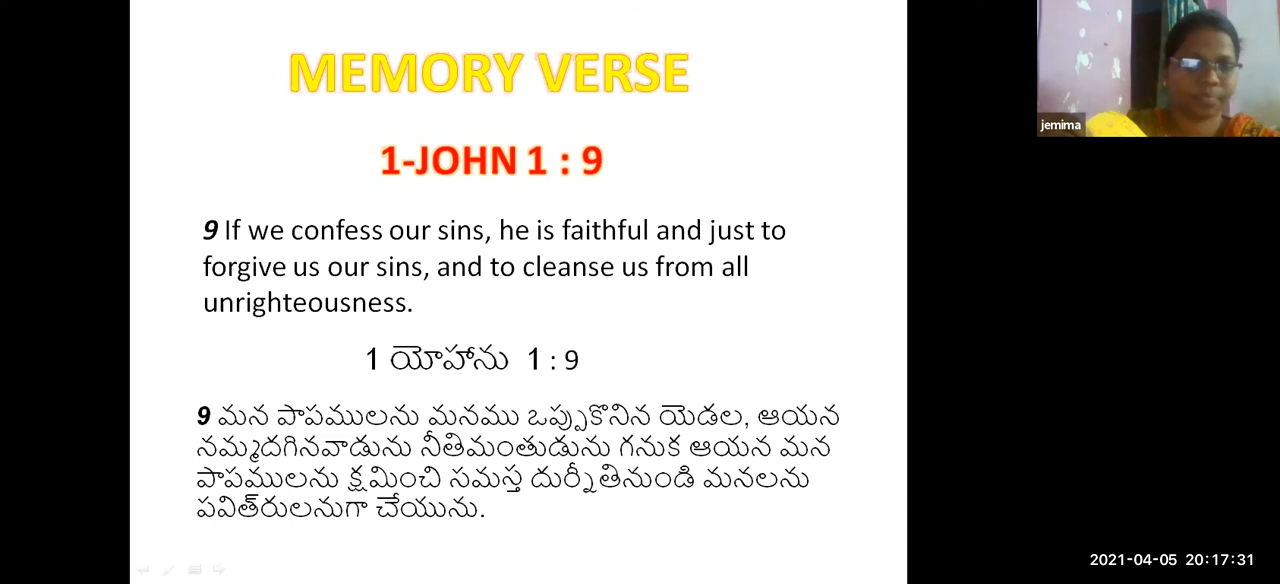 MEMORY VERSE
1-JOHN 1 : 9
9 If we confess our sins, he is faithful and just to
forgive us our sins, and to cleanse us from all
unrighteousness.
1 యోహాను 1 : 9
9 మన పాపములను మనము ఒప్పుకొనిన యెడల, ఆయన
నమ్మదగినవాడును నీతిమంతుడును గనుక ఆయన మన
పాపములను క్షమించి సమస్త దుర్నీతినుండి మనలను
పవిత్రులనుగా చేయును.
jemima
2021-04-05 20:17:31